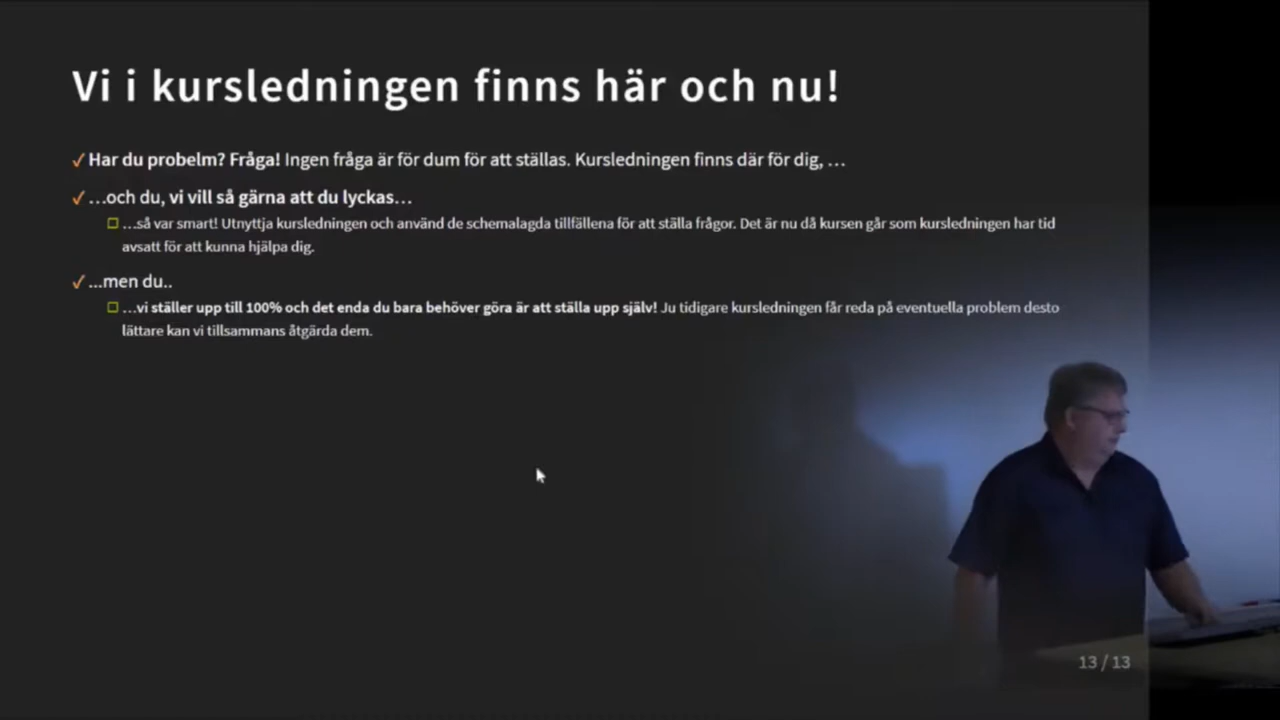 Vi i kursledningen finns här och nu!
✓ Har du probelm? Fråga! Ingen fråga är för dum för att ställas. Kursledningen finns där för dig, …
✓ …och du, vi vill så gärna att du lyckas…
☐ …så var smart! Utnyttja kursledningen och använd de schemalagda tillfällena för att ställa frågor. Det är nu då kursen går som kursledningen har tid
avsatt för att kunna hjälpa dig.
✓ ...men du..
☐ …vi ställer upp till 100% och det enda du bara behöver göra är att ställa upp själv! Ju tidigare kursledningen får reda på eventuella problem desto
lättare kan vi tillsammans åtgärda dem.
13 / 13